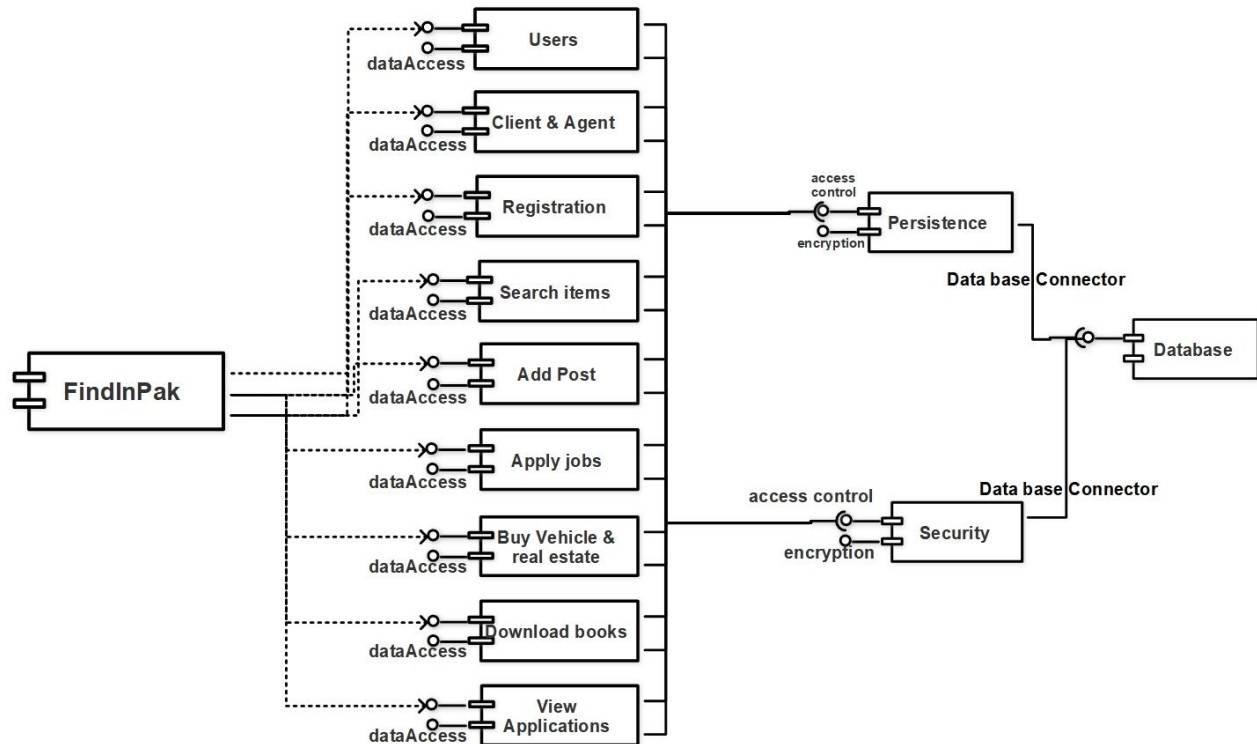 Users
dataAccess
Client & Agent
dataAccess
Registration
dataAccess
Search items
dataAccess
FindInPak
Add Post
dataAccess
Apply jobs
dataAccess
Buy Vehicle &
real estate
dataAccess
Download books
dataAccess
View
Applications
dataAccess
access
control
encryption
Persistence
Data base Connector
Database
Data base Connector
access control
encryption
Security